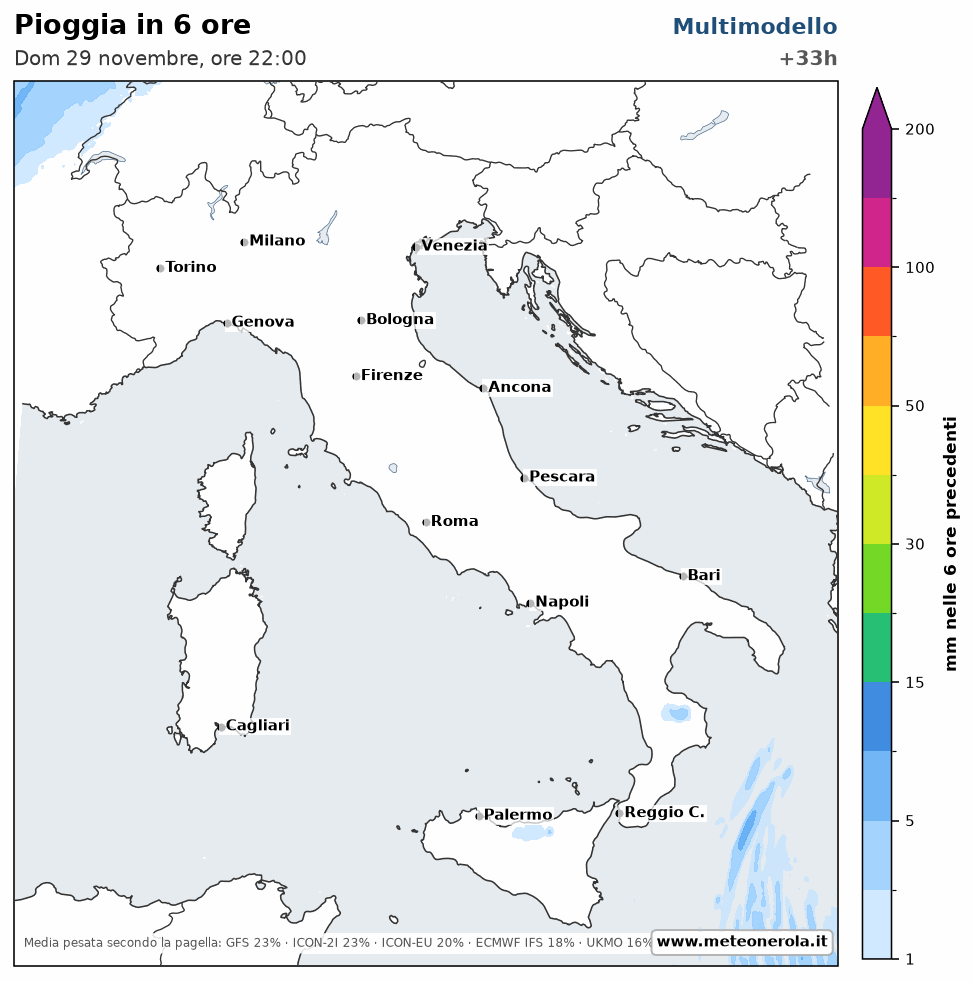 Pioggia in 6 ore
Multimodello
Dom 29 novembre, ore 22:00
+33h
Milano
Venezia
Torino
Genova
Bologna
Firenze
Ancona
Pescara
Roma
Bari
Napoli
Cagliari
Palermo
Reggio C.
200
100
50
30
15
5
1
mm nelle 6 ore precedenti
Media pesata secondo la pagella: GFS 23% · ICON-2I 23% · ICON-EU 20% · ECMWF IFS 18% · UKMO 16%
www.meteonerola.it